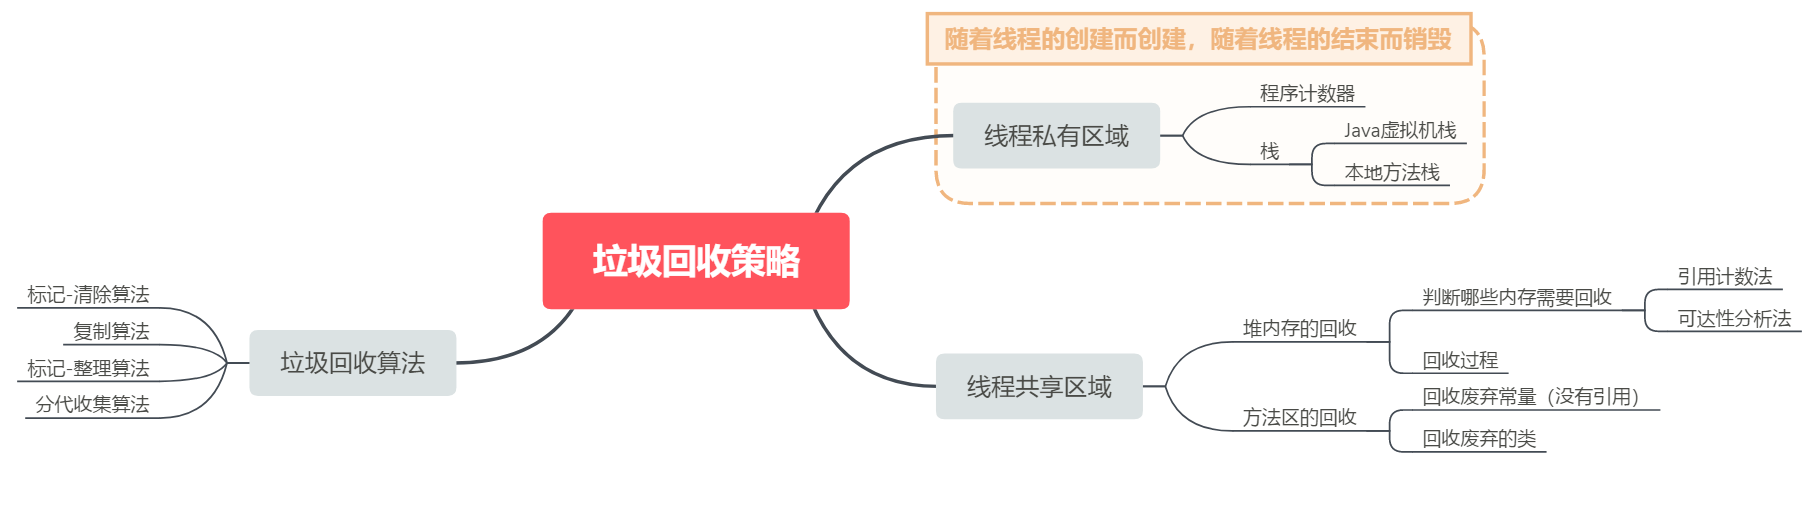 随着线程的创建而创建，随着线程的结束而销毁
程序计数器
线程私有区域
Java虚拟机栈
栈
本地方法栈
垃圾回收策略
引用计数法
判断哪些内存需要回收
可达性分析法
堆内存的回收
回收过程
线程共享区域
回收废弃常量（没有引用）
方法区的回收
回收废弃的类
标记-清除算法
复制算法
垃圾回收算法
标记-整理算法
分代收集算法